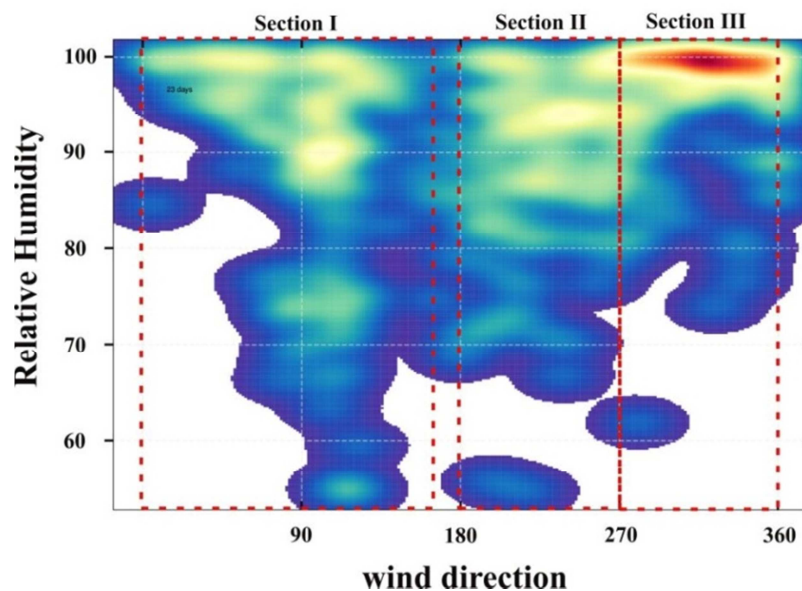 Section I
Section II
Section III
100
90
80
70
60
23 days
Relative Humidity
90
180
270
360
wind direction